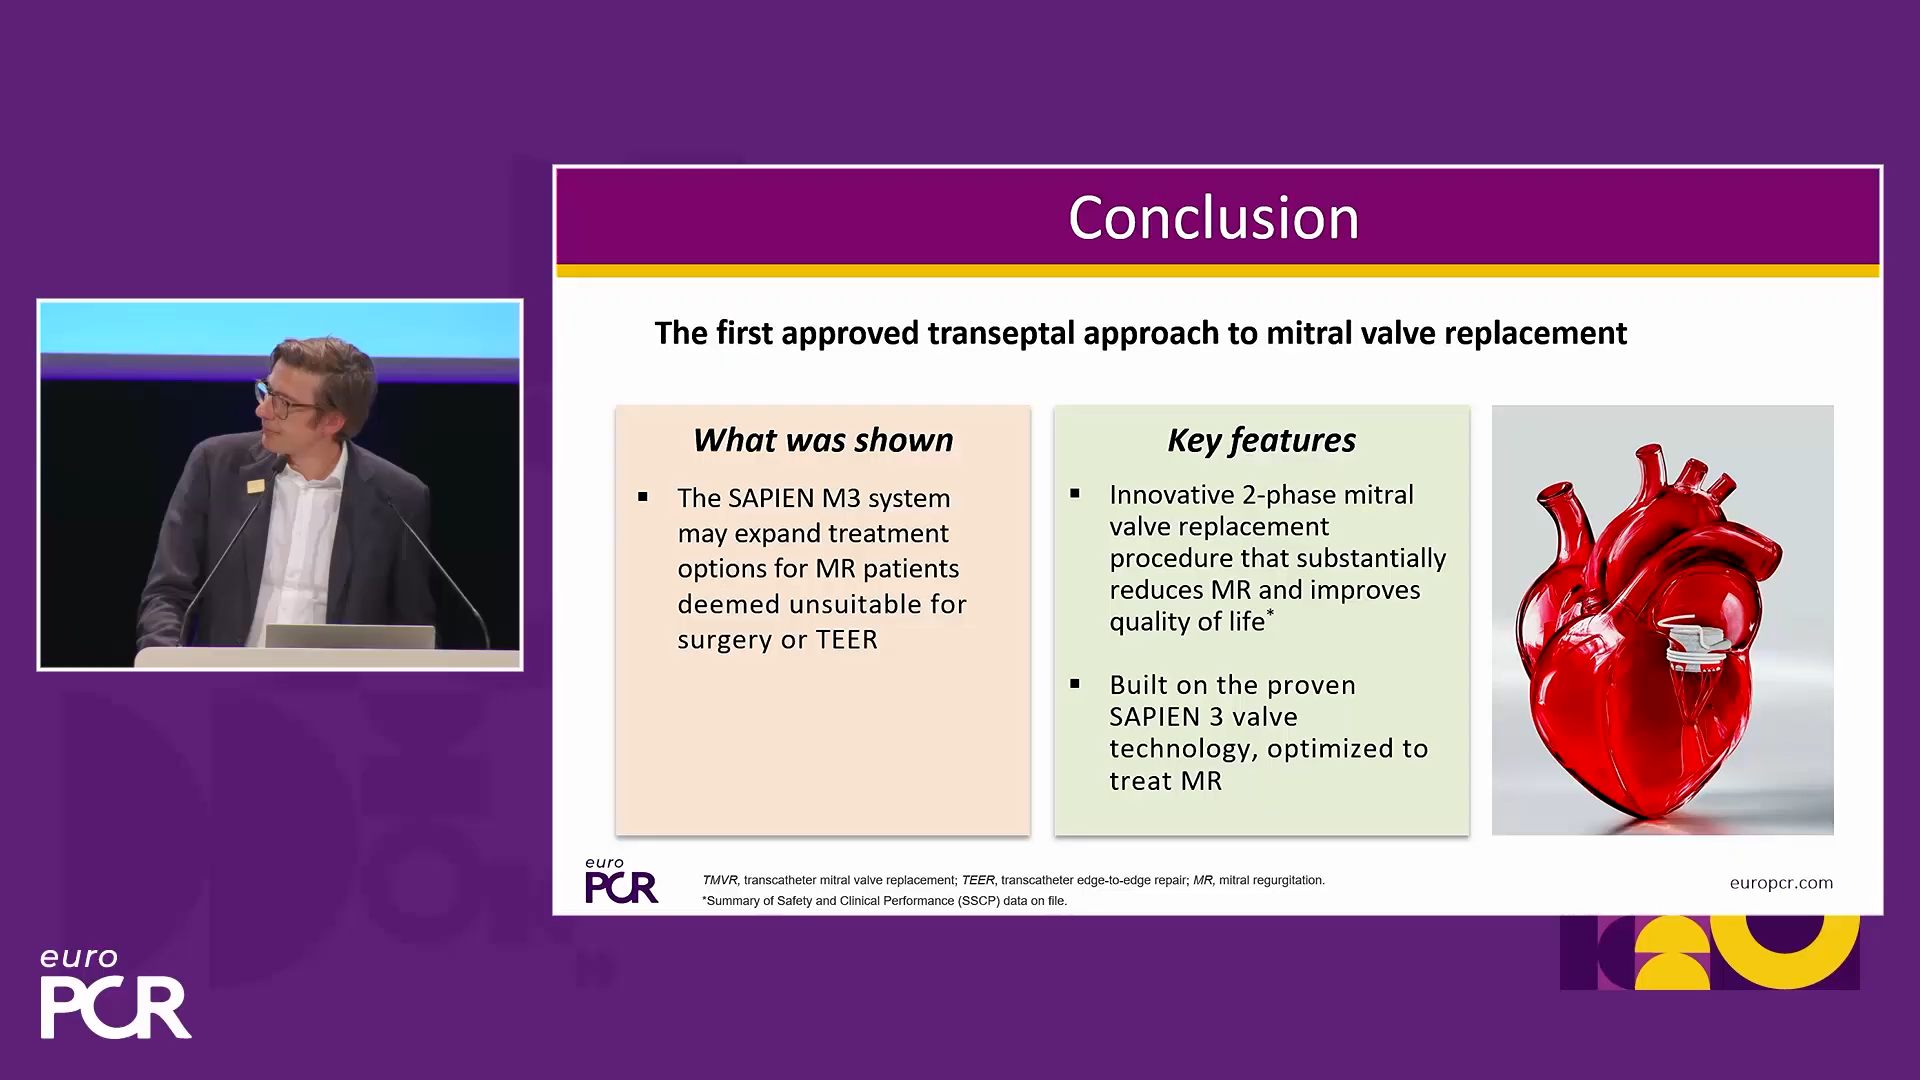 Conclusion
The first approved transeptal approach to mitral valve replacement
What was shown
▪ The SAPIEN M3 system
may expand treatment
options for MR patients
deemed unsuitable for
surgery or TEER
Key features
▪ Innovative 2-phase mitral
valve replacement
procedure that substantially
reduces MR and improves
quality of life*
▪ Built on the proven
SAPIEN 3 valve
technology, optimized to
treat MR
euro
PCR
TMVR, transcatheter mitral valve replacement; TEER, transcatheter edge-to-edge repair; MR, mitral regurgitation.
*Summary of Safety and Clinical Performance (SSCP) data on file.
europcr.com
euro
PCR